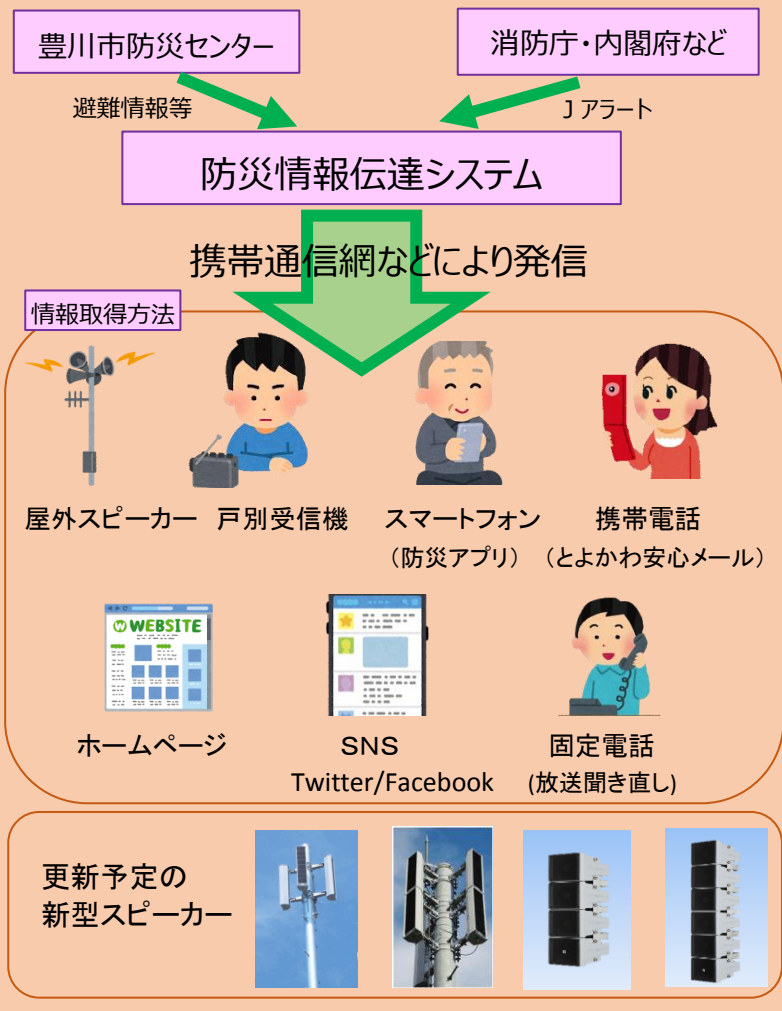 豊川市防災センター
消防庁・内閣府など
避難情報等
Jアラート
防災情報伝達システム
携帯通信網などにより発信
情報取得方法
屋外スピーカー
戸別受信機
スマートフォン
（防災アプリ）
携帯電話
（とよかわ安心メール）
WEBSITE
ホームページ
SNS
Twitter/Facebook
固定電話
(放送聞き直し)
更新予定の
新型スピーカー